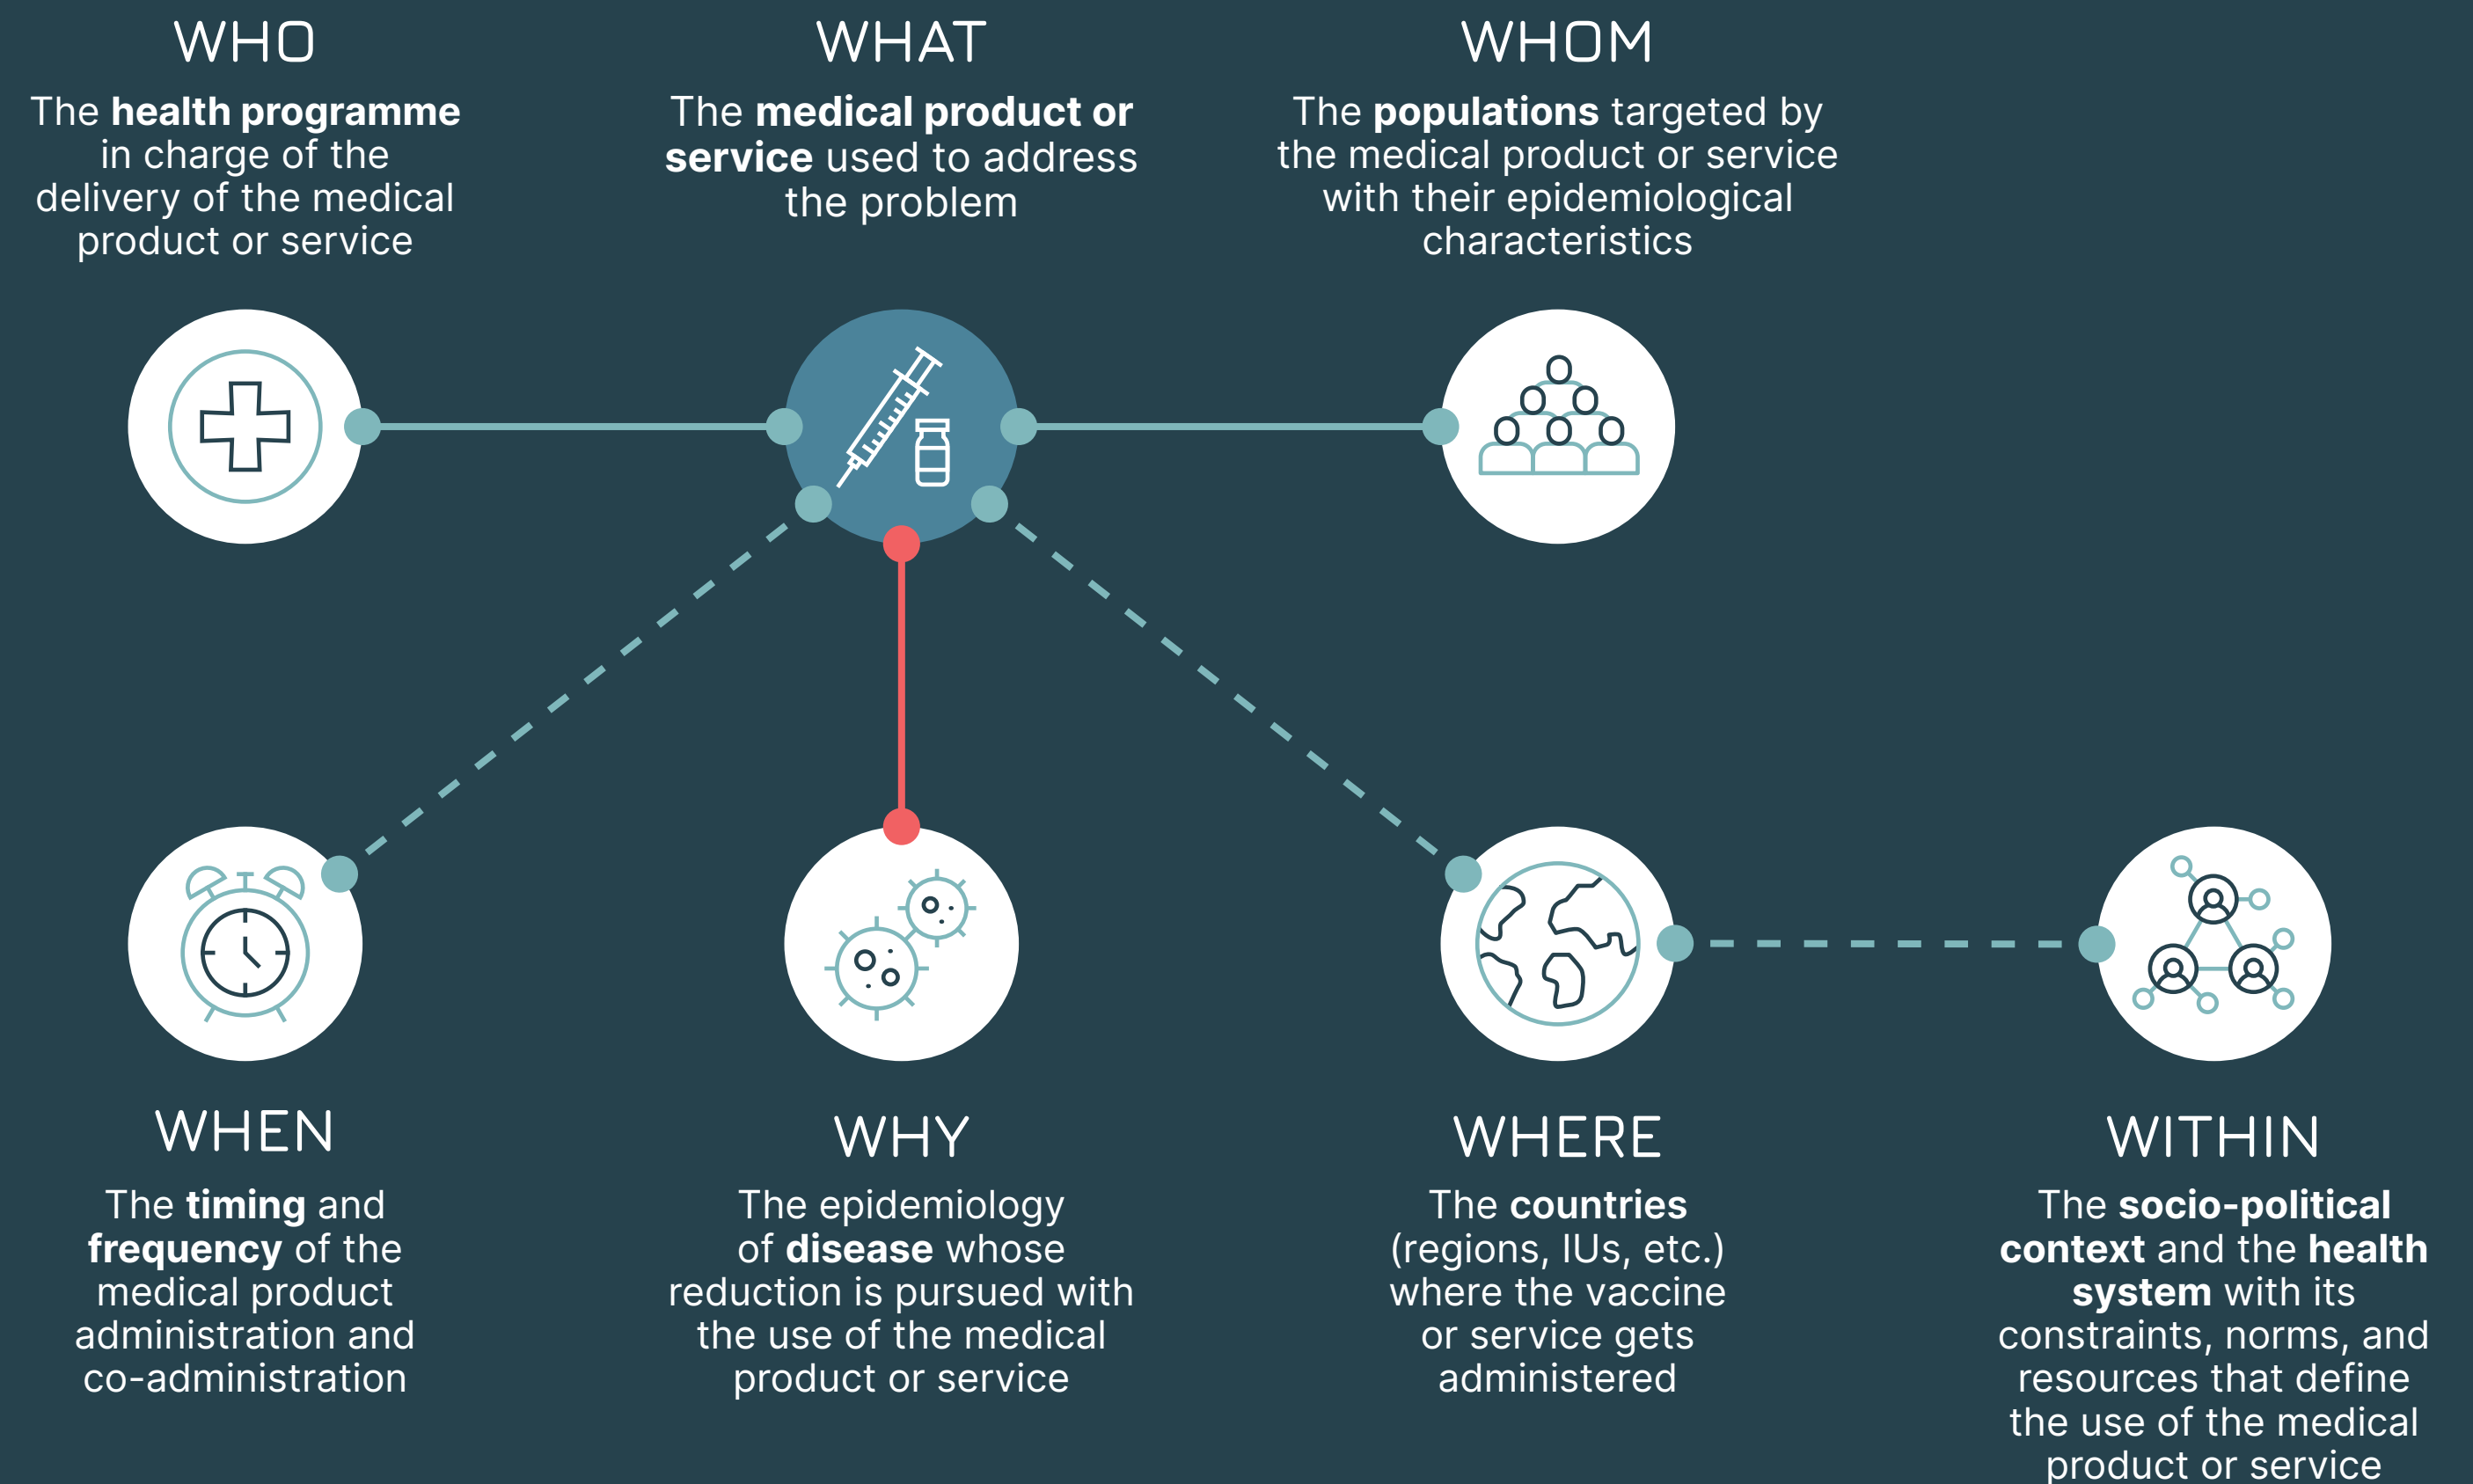 WHO
The health programme
in charge of the
delivery of the medical
product or service
WHAT
The medical product or
service used to address
the problem
WHOM
The populations targeted by
the medical product or service
with their epidemiological
characteristics
WHEN
The timing and
frequency of the
medical product
administration and
co-administration
WHY
The epidemiology
of disease whose
reduction is pursued with
the use of the medical
product or service
WHERE
The countries
(regions, IUs, etc.)
where the vaccine
or service gets
administered
WITHIN
The socio-political
context and the health
system with its
constraints, norms, and
resources that define
the use of the medical
product or service